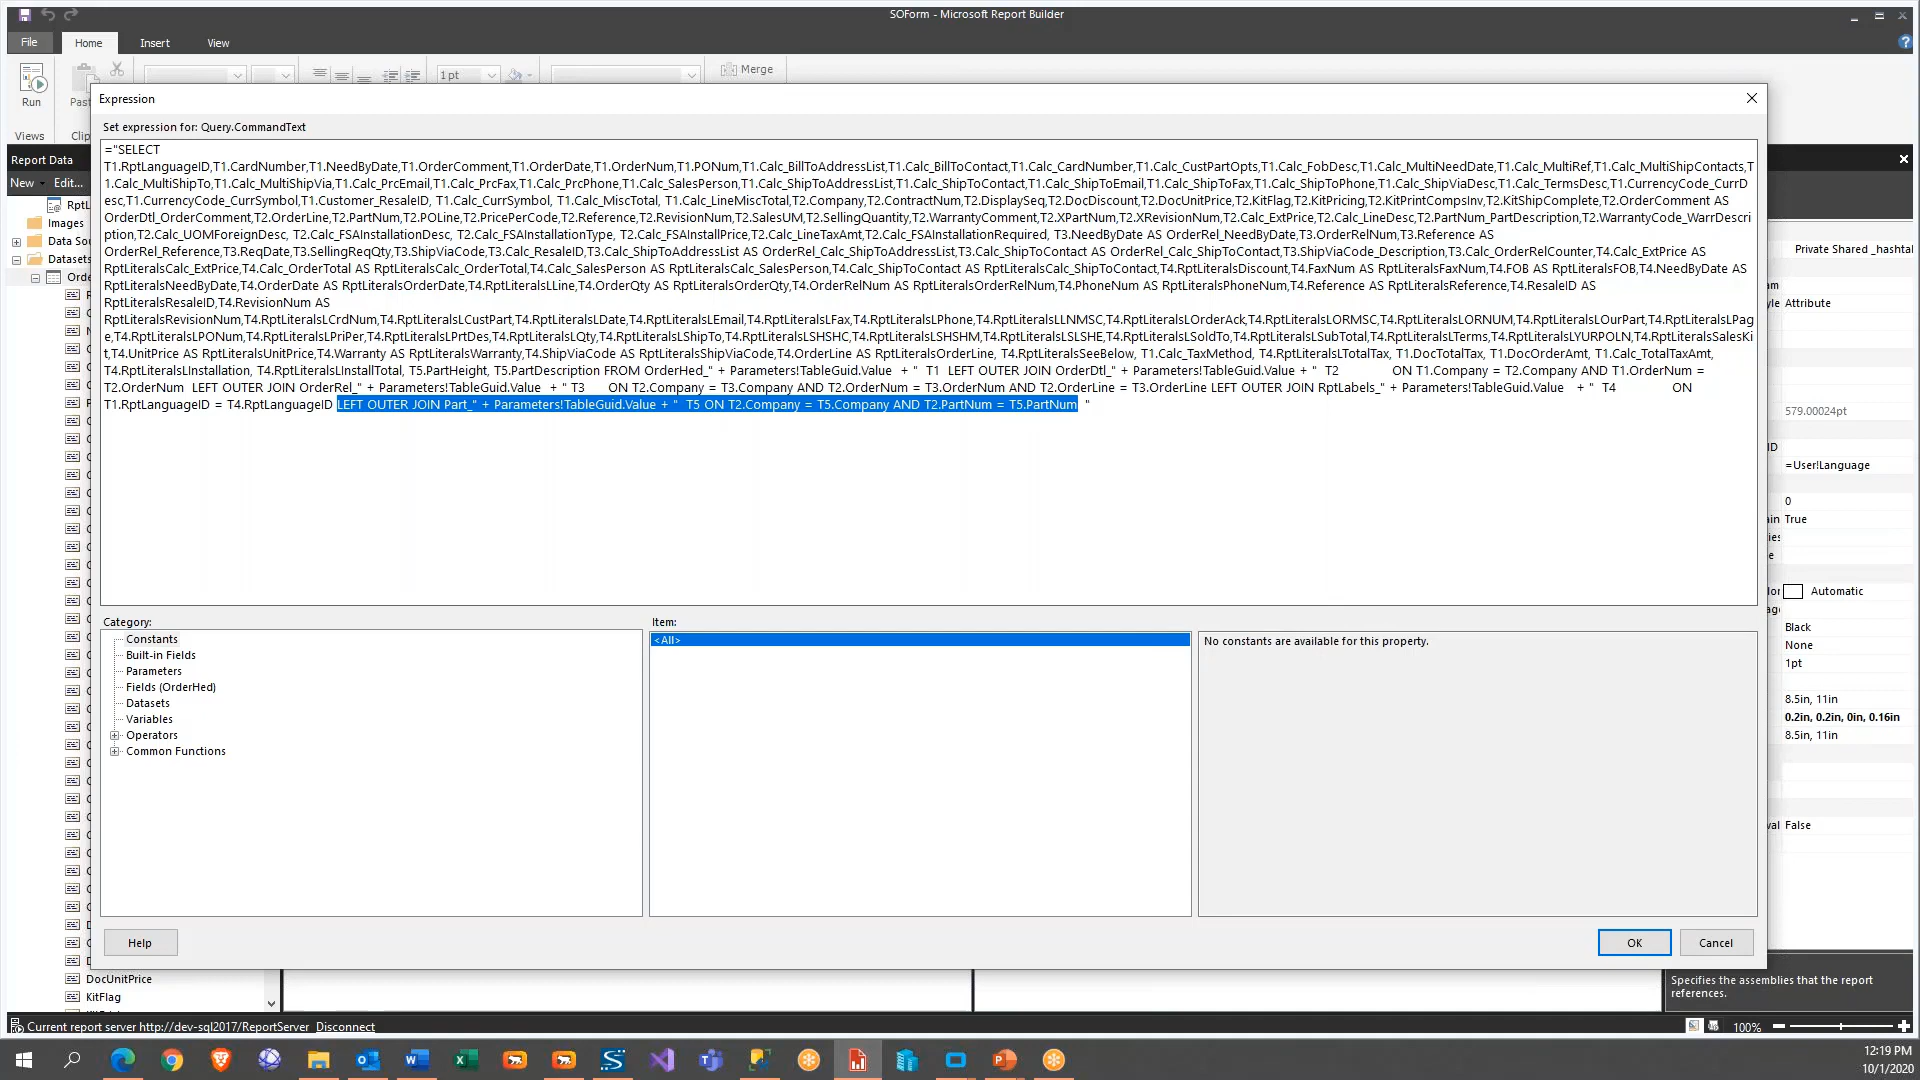 SOForm - Microsoft Report Builder
File Home Insert View
1pt
Merge
Run
Views
Report Data
New Edit...
Images
Datasets
DocUnitPrice
KitFlag
Expression
Set expression for: Query.CommandText
="SELECT
T1.RptLanguageID,T1.CardNumber,T1.NeedByDate,T1.OrderComment,T1.OrderDate,T1.OrderNum,T1.PONum,T1.Calc_BillToAddressList,T1.Calc_BillToContact,T1.Calc_CardNumber,T1.Calc_CustPartOpts,T1.Calc_FobDesc,T1.Calc_MultiNeedDate,T1.Calc_MultiRef,T1.Calc_MultiShipContacts,T
1.Calc_MultiShipTo,T1.Calc_MultiShipVia,T1.Calc_PrcEmail,T1.Calc_PrcFax,T1.Calc_PrcPhone,T1.Calc_SalesPerson,T1.Calc_ShipToAddressList,T1.Calc_ShipToContact,T1.Calc_ShipToEmail,T1.Calc_ShipToFax,T1.Calc_ShipToPhone,T1.Calc_ShipViaDesc,T1.Calc_TermsDesc,T1.CurrencyCode_CurrD
esc,T1.CurrencyCode_CurrSymbol,T1.Customer_ResaleID, T1.Calc_CurrSymbol, T1.Calc_MiscTotal, T1.Calc_LineMiscTotal,T2.Company,T2.ContractNum,T2.DisplaySeq,T2.DocDiscount,T2.DocUnitPrice,T2.KitFlag,T2.KitPricing,T2.KitPrintCompsInv,T2.KitShipComplete,T2.OrderComment AS
OrderDtl_OrderComment,T2.OrderLine,T2.PartNum,T2.POLine,T2.PricePerCode,T2.Reference,T2.RevisionNum,T2.SalesUM,T2.SellingQuantity,T2.WarrantyComment,T2.XPartNum,T2.XRevisionNum,T2.Calc_ExtPrice,T2.Calc_LineDesc,T2.PartNum_PartDescription,T2.WarrantyCode_WarrDescri
ption,T2.Calc_UOMForeignDesc, T2.Calc_FSAInstallationDesc, T2.Calc_FSAInstallationType, T2.Calc_FSAInstallPrice,T2.Calc_LineTaxAmt,T2.Calc_FSAInstallationRequired, T3.NeedByDate AS OrderRel_NeedByDate,T3.OrderRelNum,T3.Reference AS
OrderRel_Reference,T3.ReqDate,T3.SellingReqQty,T3.ShipViaCode,T3.Calc_ResaleID,T3.Calc_ShipToAddressList AS OrderRel_Calc_ShipToAddressList,T3.Calc_ShipToContact AS OrderRel_Calc_ShipToContact,T3.ShipViaCode_Description,T3.Calc_OrderRelCounter,T4.Calc_ExtPrice AS
RptLiteralsCalc_ExtPrice,T4.Calc_OrderTotal AS RptLiteralsCalc_OrderTotal,T4.Calc_SalesPerson AS RptLiteralsCalc_SalesPerson,T4.Calc_ShipToContact AS RptLiteralsCalc_ShipToContact,T4.RptLiteralsDiscount,T4.FaxNum AS RptLiteralsFaxNum,T4.FOB AS RptLiteralsFOB,T4.NeedByDate AS
RptLiteralsNeedByDate,T4.OrderDate AS RptLiteralsOrderDate,T4.RptLiteralsLLine,T4.OrderQty AS RptLiteralsOrderQty,T4.OrderRelNum AS RptLiteralsOrderRelNum,T4.PhoneNum AS RptLiteralsPhoneNum,T4.Reference AS RptLiteralsReference,T4.ResaleID AS
RptLiteralsResaleID,T4.RevisionNum AS
RptLiteralsRevisionNum,T4.RptLiteralsLCrdNum,T4.RptLiteralsLCustPart,T4.RptLiteralsLDate,T4.RptLiteralsLEmail,T4.RptLiteralsLFax,T4.RptLiteralsLPhone,T4.RptLiteralsLLNMSC,T4.RptLiteralsLOrderAck,T4.RptLiteralsLORMSC,T4.RptLiteralsLORNUM,T4.RptLiteralsLOurPart,T4.RptLiteralsLPag
e,T4.RptLiteralsLPONum,T4.RptLiteralsLPriPer,T4.RptLiteralsLPrtDes,T4.RptLiteralsLQty,T4.RptLiteralsLShipTo,T4.RptLiteralsLSHSHC,T4.RptLiteralsLSHSHM,T4.RptLiteralsLSLSHE,T4.RptLiteralsLSoldTo,T4.RptLiteralsLSubTotal,T4.RptLiteralsLTerms,T4.RptLiteralsLYURPOLN,T4.RptLiteralsSalesKi
t,T4.UnitPrice AS RptLiteralsUnitPrice,T4.Warranty AS RptLiteralsWarranty,T4.ShipViaCode AS RptLiteralsShipViaCode,T4.OrderLine AS RptLiteralsOrderLine, T4.RptLiteralsSeeBelow, T1.Calc_TaxMethod, T4.RptLiteralsLTotalTax, T1.DocTotalTax, T1.DocOrderAmt, T1.Calc_TotalTaxAmt,
T4.RptLiteralsLInstallation, T4.RptLiteralsLInstallTotal, T5.PartHeight, T5.PartDescription FROM OrderHed_" + Parameters!TableGuid.Value + " T1 LEFT OUTER JOIN OrderDtl_" + Parameters!TableGuid.Value + " T2 ON T1.Company = T2.Company AND T1.OrderNum =
T2.OrderNum LEFT OUTER JOIN OrderRel_" + Parameters!TableGuid.Value + " T3 ON T2.Company = T3.Company AND T2.OrderNum = T3.OrderNum AND T2.OrderLine = T3.OrderLine LEFT OUTER JOIN RptLabels_" + Parameters!TableGuid.Value + " T4 ON
T1.RptLanguageID = T4.RptLanguageID LEFT OUTER JOIN Part_" + Parameters!TableGuid.Value + " T5 ON T2.Company = T5.Company AND T2.PartNum = T5.PartNum "
Category:
Constants
Built-in Fields
Parameters
Fields (OrderHed)
Datasets
Variables
Operators
Common Functions
Item:
<All>
No constants are available for this property.
Help
OK
Cancel
Private Shared _hashtal
Attribute
579.00024pt
=User!Language
0
True
Automatic
Black
None
1pt
8.5in, 11in
0.2in, 0.2in, 0in, 0.16in
8.5in, 11in
False
Specifies the assemblies that the report
references.
Current report server http://dev-sql2017/ReportServer Disconnect
100%
12:19 PM
10/1/2020